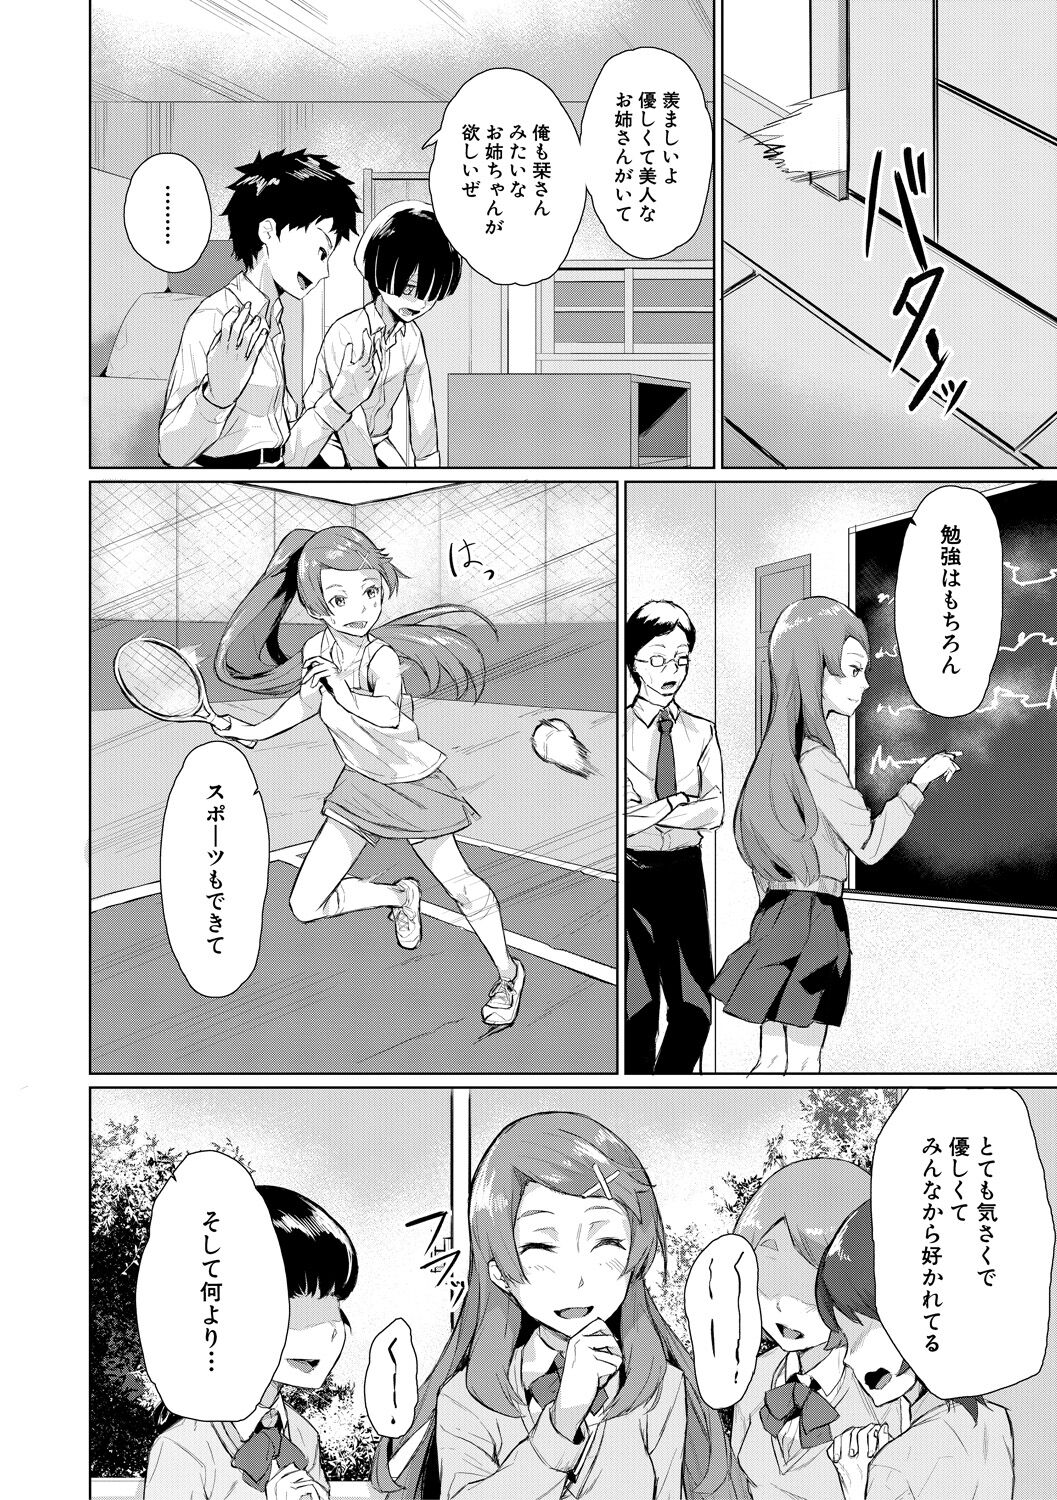 バタンッ
羨ましいよ
優しくて美人な
お姉さんがいて
俺も栞さん
みたいな
お姉ちゃんが
欲しいぜ
………
勉強はもちろん
はっ
スポーツもできて
とても気さくで
優しくて
みんなから好かれてる
フフッ
そして何より…